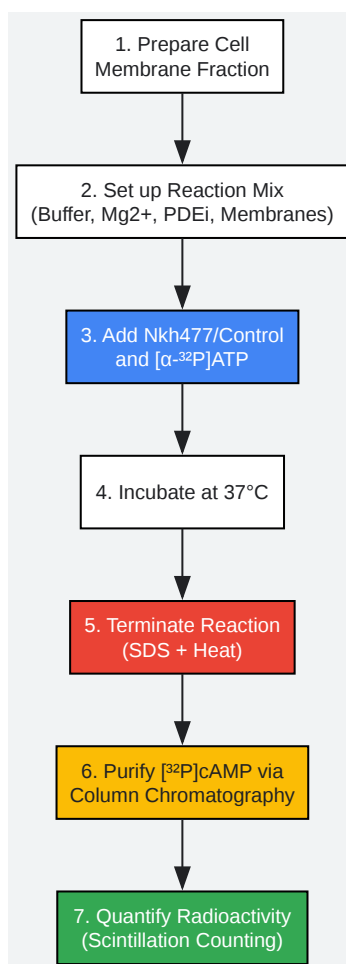 1. Prepare Cell
Membrane Fraction
2. Set up Reaction Mix
(Buffer, Mg2+, PDEi, Membranes)
3. Add Nkh477/Control
and [α-³²P]ATP
4. Incubate at 37°C
5. Terminate Reaction
(SDS + Heat)
6. Purify [³²P]cAMP via
Column Chromatography
7. Quantify Radioactivity
(Scintillation Counting)